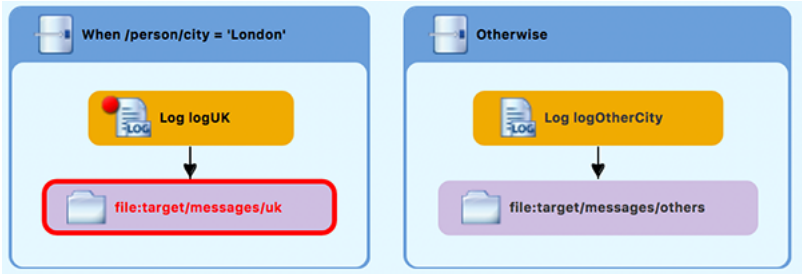 When /person/city = 'London'
Otherwise
LOG Log logUK
LOG Log logOtherCity
file:target/messages/uk
file:target/messages/others